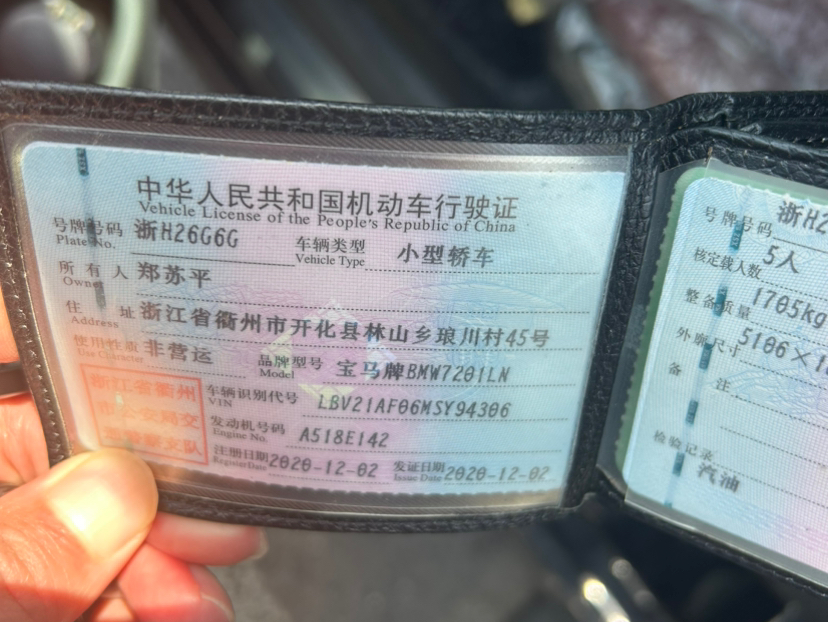 中华人民共和国机动车行驶证
Vehicle License of the People's Republic of China
号牌号码 浙H26G6G 车辆类型 小型轿车
Plate No. Vehicle Type
所有人 郑苏平
Owner
住址 浙江省衢州市开化县林山乡琅川村45号
Address
使用性质 非营运 品牌型号 宝马牌BMW7201LN
Use Character Model
浙江省衢州
市公安局交
通警察支队
车辆识别代号 LBV21AF06MSY94306
VIN
发动机号码 A518E142
Engine No.
注册日期 2020-12-02 发证日期 2020-12-02
Register Date Issue Date
号牌号码 浙H2
核定载人数 5人
整备质量 1705kg
外廓尺寸 5106×1
备注
检验记录
汽油